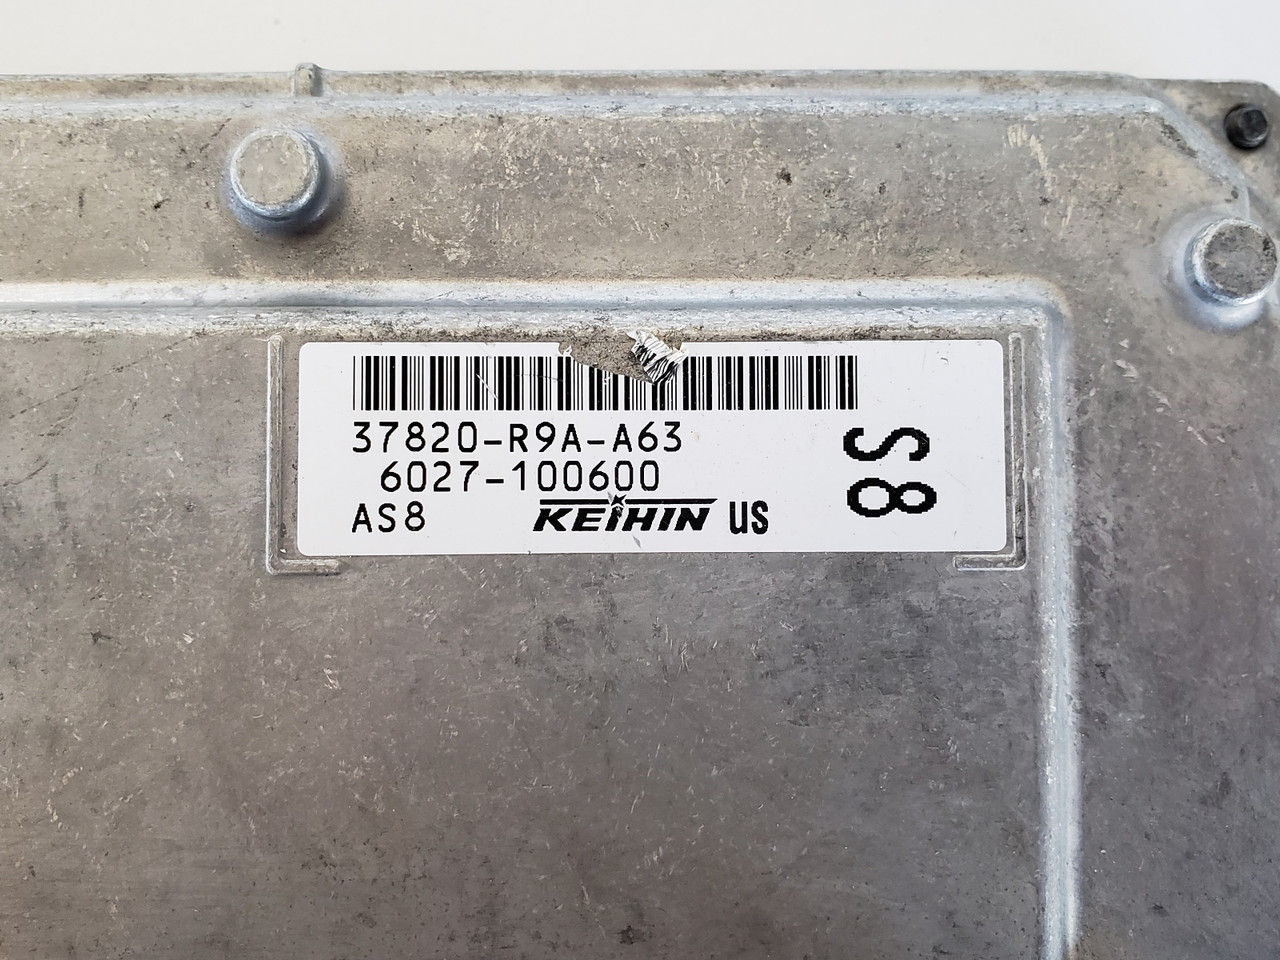 37820-R9A-A63
6027-100600
AS8 KEIHIN US
S8